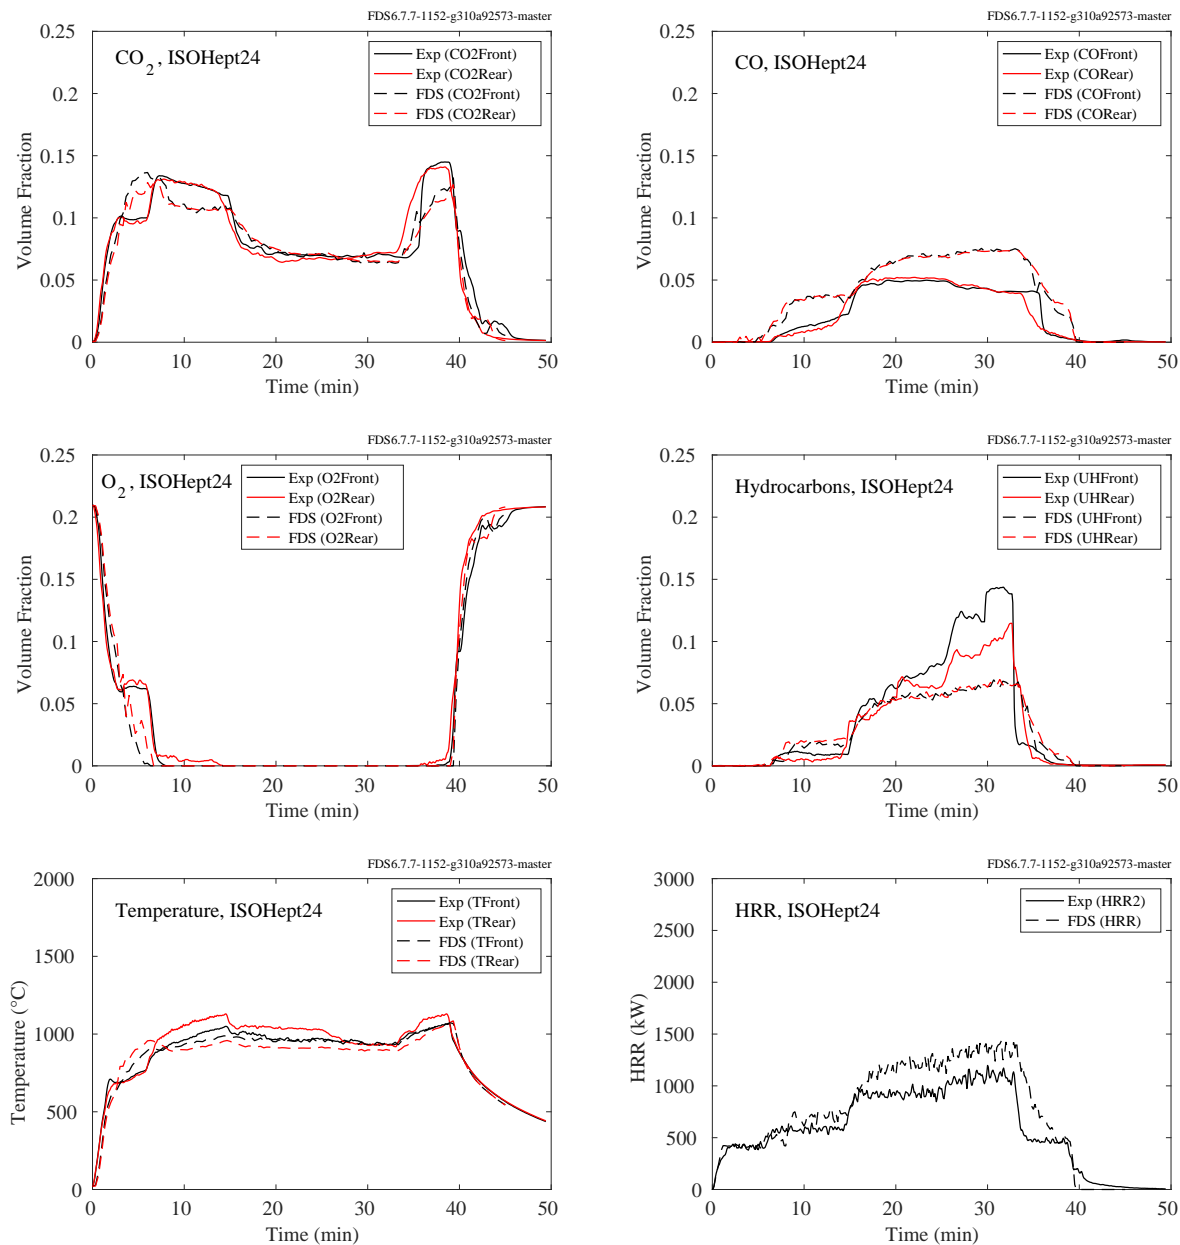 FDS6.7.7-1152-g310a92573-master
CO2, ISOHept24
Exp (CO2Front)
Exp (CO2Rear)
FDS (CO2Front)
FDS (CO2Rear)
0.25
0.2
0.15
0.1
0.05
0
Volume Fraction
0 10 20 30 40 50
Time (min)
FDS6.7.7-1152-g310a92573-master
CO, ISOHept24
Exp (COFront)
Exp (CORear)
FDS (COFront)
FDS (CORear)
0.25
0.2
0.15
0.1
0.05
0
Volume Fraction
0 10 20 30 40 50
Time (min)
FDS6.7.7-1152-g310a92573-master
O2, ISOHept24
Exp (O2Front)
Exp (O2Rear)
FDS (O2Front)
FDS (O2Rear)
0.25
0.2
0.15
0.1
0.05
0
Volume Fraction
0 10 20 30 40 50
Time (min)
FDS6.7.7-1152-g310a92573-master
Hydrocarbons, ISOHept24
Exp (UHFront)
Exp (UHRear)
FDS (UHFront)
FDS (UHRear)
0.25
0.2
0.15
0.1
0.05
0
Volume Fraction
0 10 20 30 40 50
Time (min)
FDS6.7.7-1152-g310a92573-master
Temperature, ISOHept24
Exp (TFront)
Exp (TRear)
FDS (TFront)
FDS (TRear)
2000
1500
1000
500
0
Temperature (°C)
0 10 20 30 40 50
Time (min)
FDS6.7.7-1152-g310a92573-master
HRR, ISOHept24
Exp (HRR2)
FDS (HRR)
3000
2500
2000
1500
1000
500
0
HRR (kW)
0 10 20 30 40 50
Time (min)